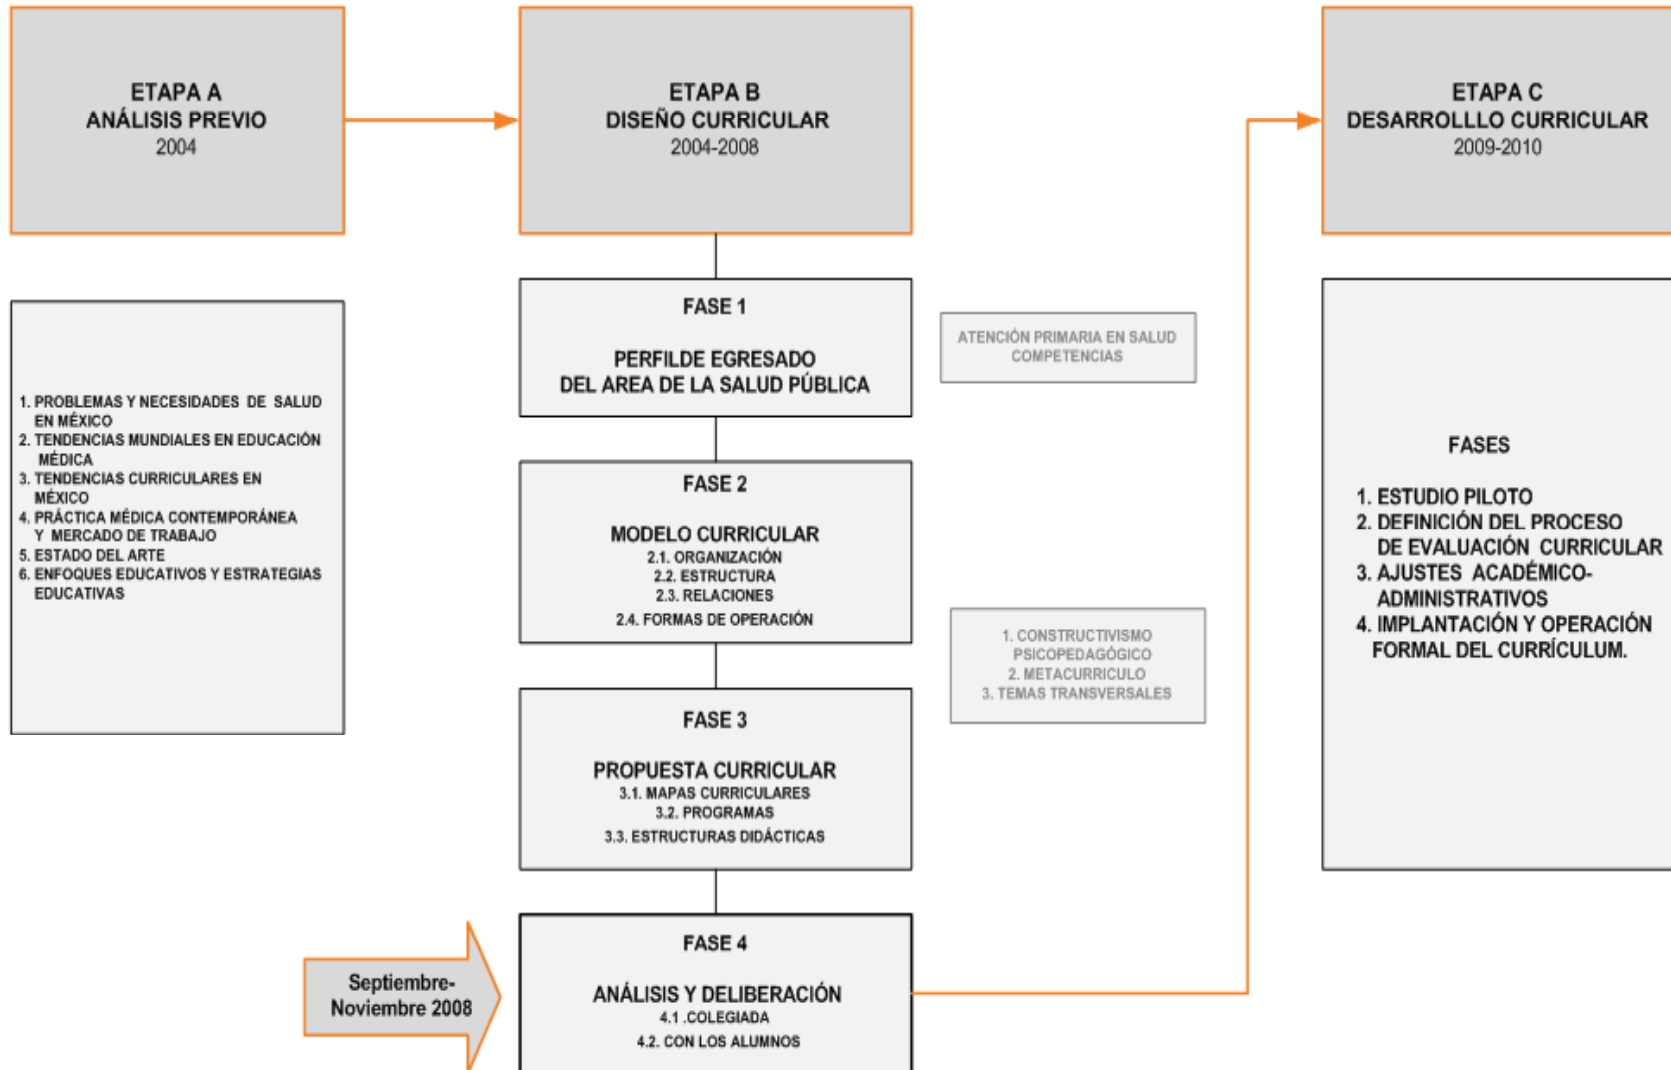 ETAPA A
ANÁLISIS PREVIO
2004
ETAPA B
DISEÑO CURRICULAR
2004-2008
ETAPA C
DESARROLLLO CURRICULAR
2009-2010
1. PROBLEMAS Y NECESIDADES DE SALUD
EN MÉXICO
2. TENDENCIAS MUNDIALES EN EDUCACIÓN
MÉDICA
3. TENDENCIAS CURRICULARES EN
MÉXICO
4. PRÁCTICA MÉDICA CONTEMPORÁNEA
Y MERCADO DE TRABAJO
5. ESTADO DEL ARTE
6. ENFOQUES EDUCATIVOS Y ESTRATEGIAS
EDUCATIVAS
FASE 1
PERFILDE EGRESADO
DEL AREA DE LA SALUD PÚBLICA
ATENCIÓN PRIMARIA EN SALUD
COMPETENCIAS
FASE 2
MODELO CURRICULAR
2.1. ORGANIZACIÓN
2.2. ESTRUCTURA
2.3. RELACIONES
2.4. FORMAS DE OPERACIÓN
1. CONSTRUCTIVISMO
PSICOPEDAGÓGICO
2. METACURRICULO
3. TEMAS TRANSVERSALES
FASE 3
PROPUESTA CURRICULAR
3.1. MAPAS CURRICULARES
3.2. PROGRAMAS
3.3. ESTRUCTURAS DIDÁCTICAS
Septiembre-
Noviembre 2008
FASE 4
ANÁLISIS Y DELIBERACIÓN
4.1 .COLEGIADA
4.2. CON LOS ALUMNOS
FASES
1. ESTUDIO PILOTO
2. DEFINICIÓN DEL PROCESO
DE EVALUACIÓN CURRICULAR
3. AJUSTES ACADÉMICO-
ADMINISTRATIVOS
4. IMPLANTACIÓN Y OPERACIÓN
FORMAL DEL CURRÍCULUM.